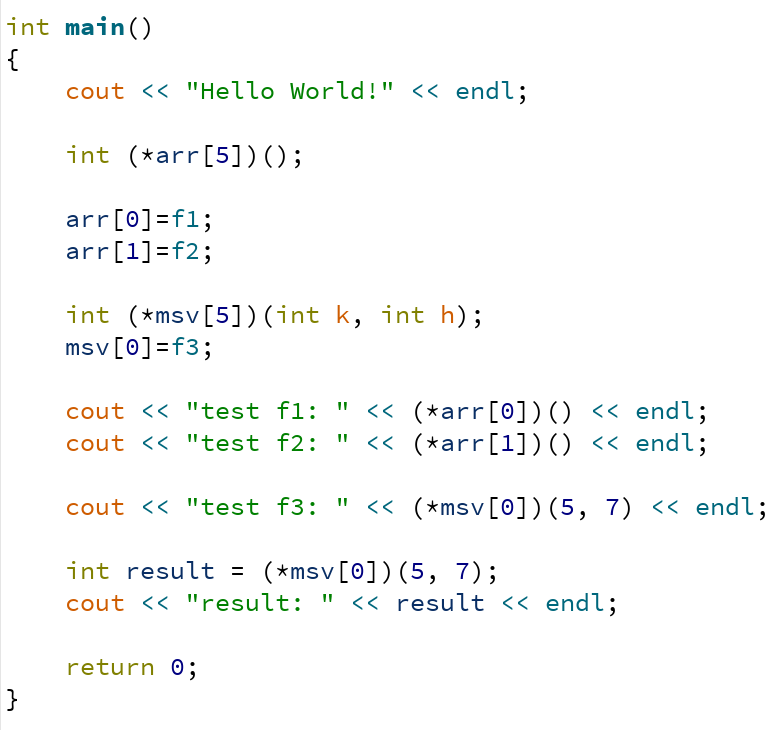 int main()
{
    cout << "Hello World!" << endl;

    int (*arr[5])();

    arr[0]=f1;
    arr[1]=f2;

    int (*msv[5])(int k, int h);
    msv[0]=f3;

    cout << "test f1: " << (*arr[0])() << endl;
    cout << "test f2: " << (*arr[1])() << endl;

    cout << "test f3: " << (*msv[0])(5, 7) << endl;

    int result = (*msv[0])(5, 7);
    cout << "result: " << result << endl;

    return 0;
}